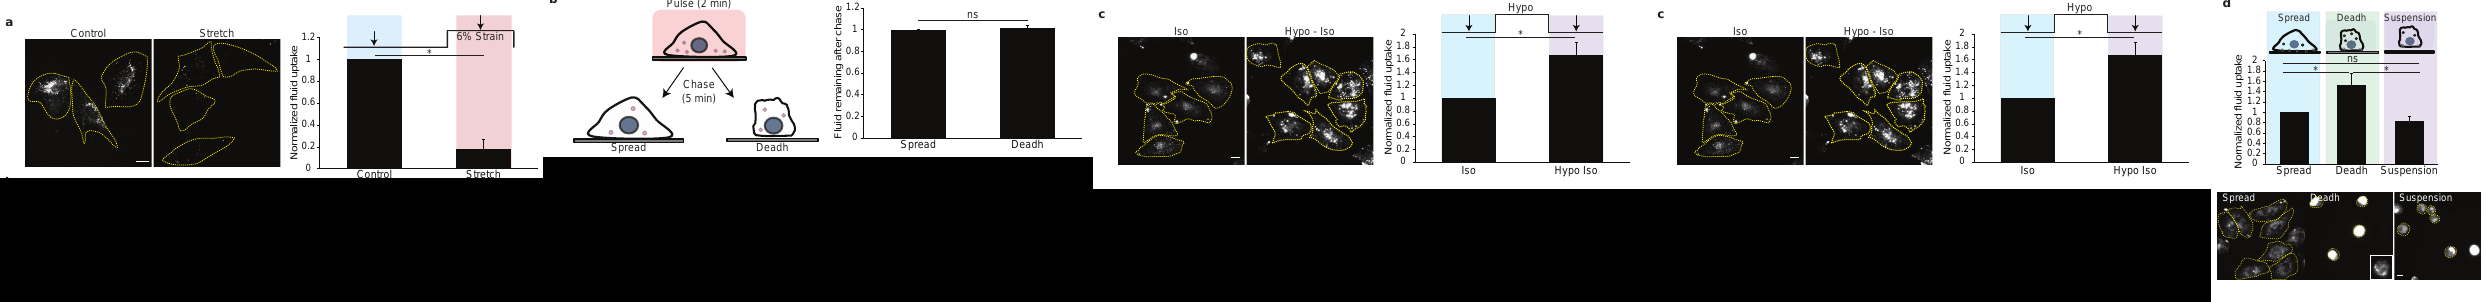 a
Control
Stretch
Normalized fluid uptake
1.2
1
0.8
0.6
0.4
0.2
0
6% Strain
*
Control
Stretch
b
Pulse (2 min)
Chase
(5 min)
Spread
Deadh
Fluid remaining after chase
1.2
1
0.8
0.6
0.4
0.2
0
ns
Spread
Deadh
c
Iso
Hypo - Iso
Normalized fluid uptake
2
1.8
1.6
1.4
1.2
1
0.8
0.6
0.4
0.2
0
Hypo
*
Iso
Hypo Iso
c
Iso
Hypo - Iso
Normalized fluid uptake
2
1.8
1.6
1.4
1.2
1
0.8
0.6
0.4
0.2
0
Hypo
*
Iso
Hypo Iso
d
Spread
Deadh
Suspension
Normalized fluid uptake
2
1.8
1.6
1.4
1.2
1
0.8
0.6
0.4
0.2
0
ns
*
*
Spread
Deadh
Suspension
Spread
Deadh
Suspension